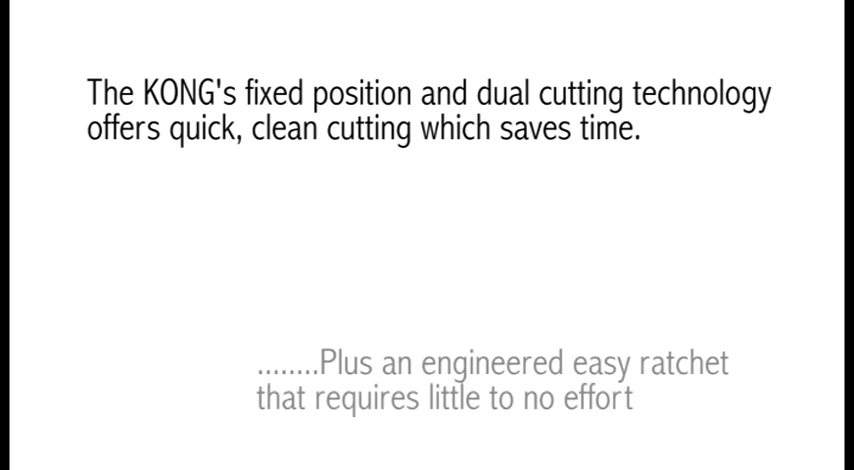 The KONG's fixed position and dual cutting technology
offers quick, clean cutting which saves time.
........Plus an engineered easy ratchet
that requires little to no effort